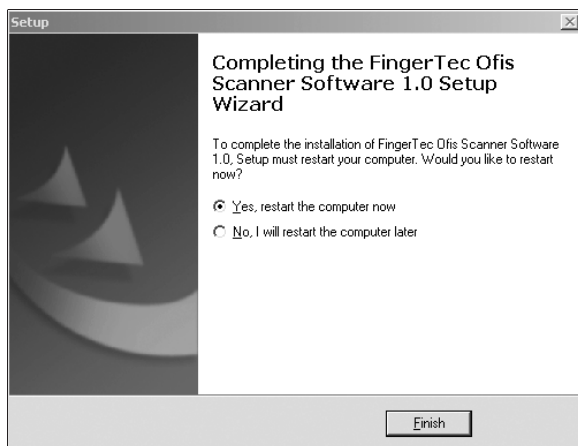 Setup
Completing the FingerTec Ofis
Scanner Software 1.0 Setup
Wizard
To complete the installation of FingerTec Ofis Scanner Software
1.0, Setup must restart your computer. Would you like to restart
now?
Yes, restart the computer now
No, I will restart the computer later
Finish